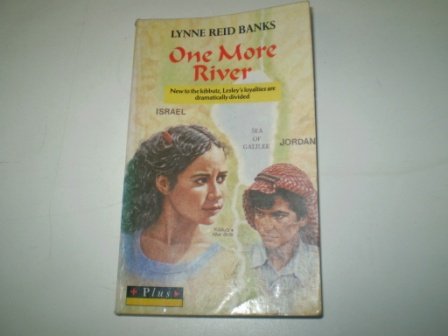 LYNNE REID BANKS
One More
River
New to the kibbutz, Lesley's loyalties are
dramatically divided
ISRAEL
SEA
OF
GALILEE
JORDAN
Kibbutz
Plus